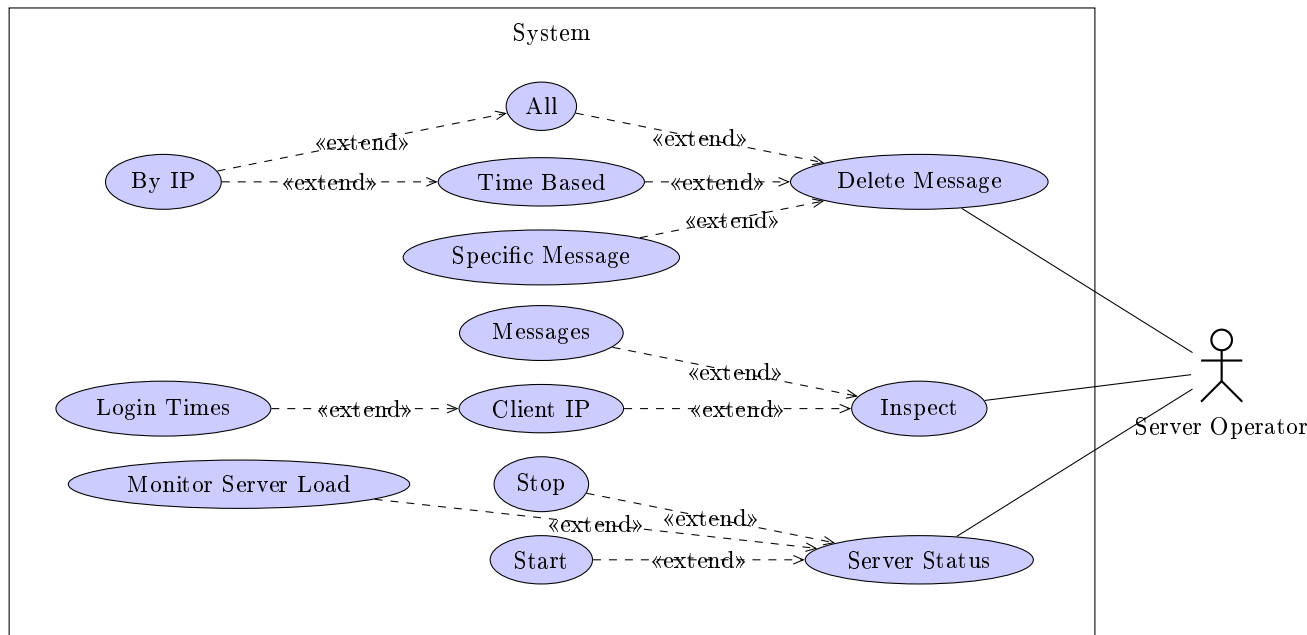 System
All
«extend»
«extend»
By IP
«extend»
Time Based
«extend»
Delete Message
«extend»
Specific Message
Messages
«extend»
Login Times
«extend»
Client IP
«extend»
Inspect
Server Operator
Monitor Server Load
Stop
«extend»
«extend»
Start
«extend»
Server Status